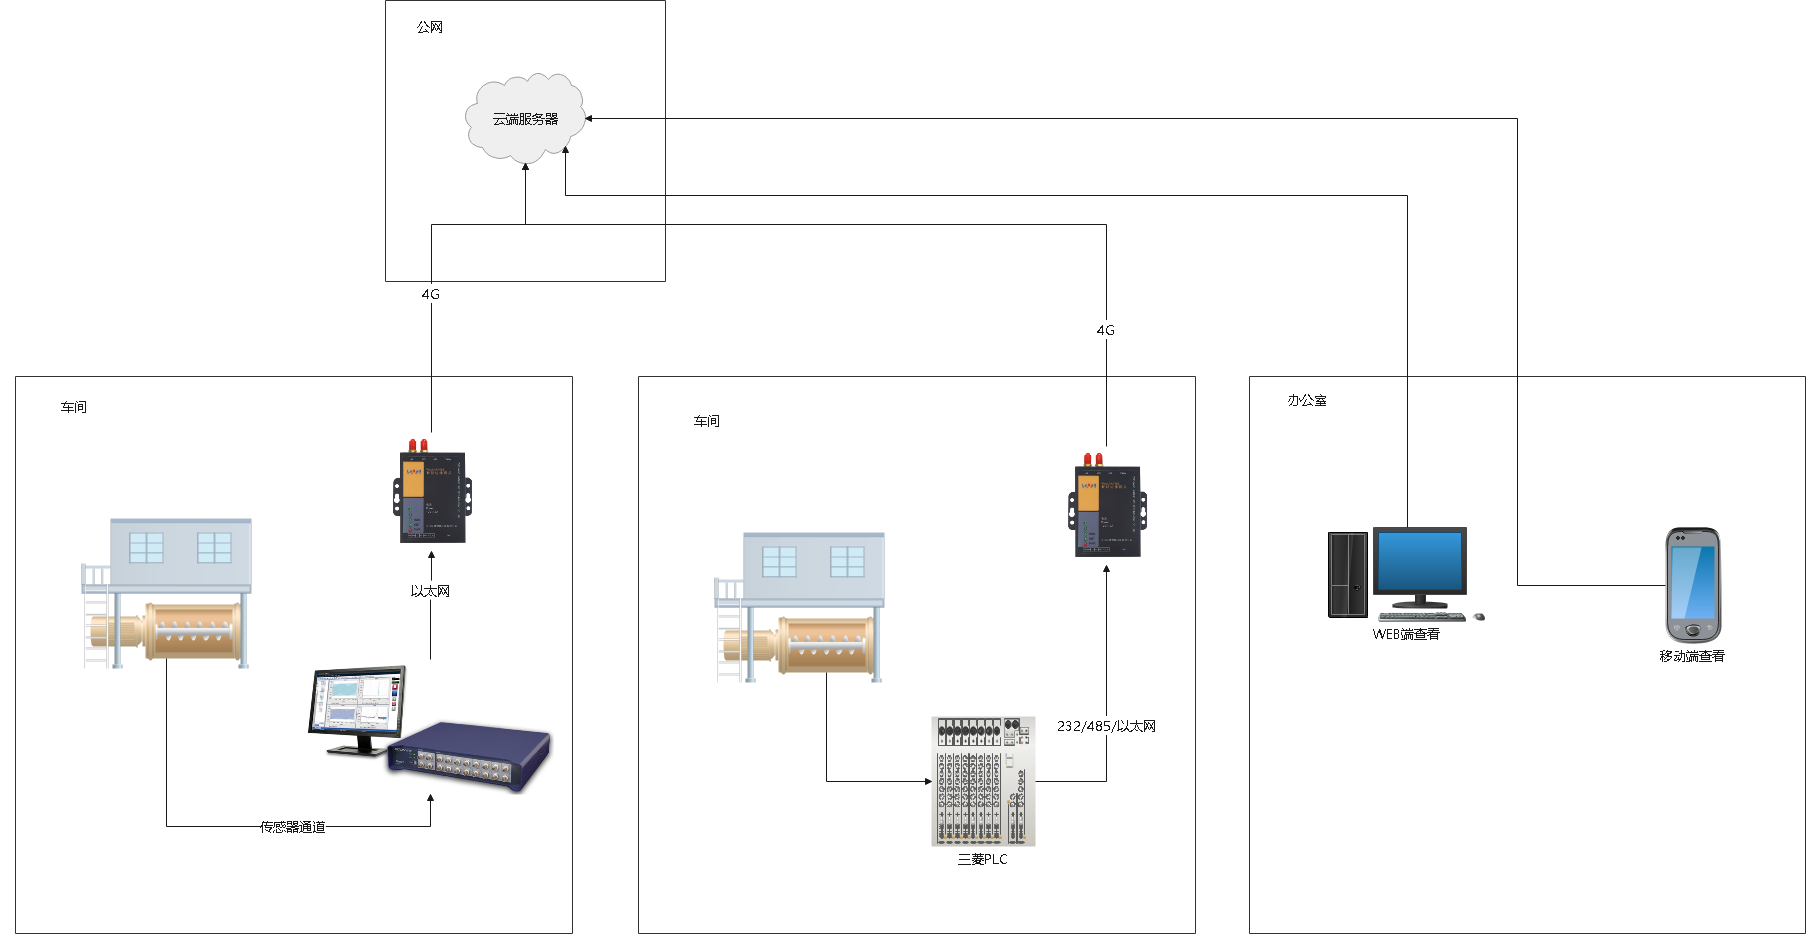 公网
云端服务器
4G
4G
车间
车间
办公室
以太网
WEB端查看
移动端查看
232/485/以太网
传感器通道
三菱PLC